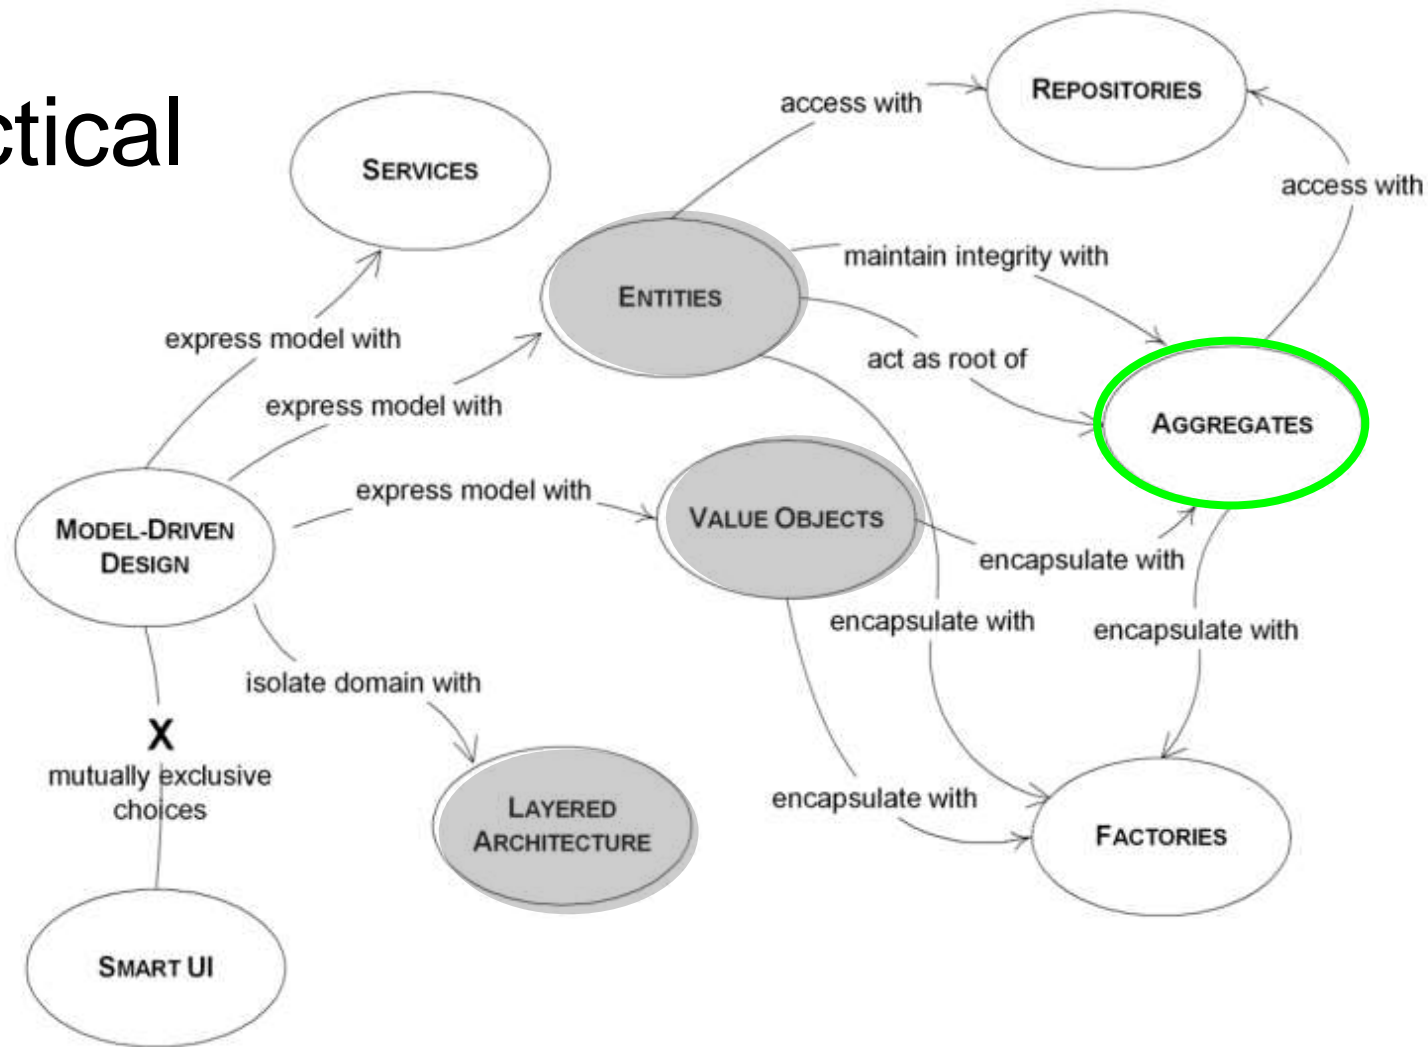 ctical
REPOSITORIES
access with
SERVICES
access with
maintain integrity with
ENTITIES
express model with
act as root of
express model with
AGGREGATES
express model with
VALUE OBJECTS
MODEL-DRIVEN
DESIGN
encapsulate with
encapsulate with
encapsulate with
isolate domain with
X
mutually exclusive
choices
encapsulate with
LAYERED
ARCHITECTURE
FACTORIES
SMART UI